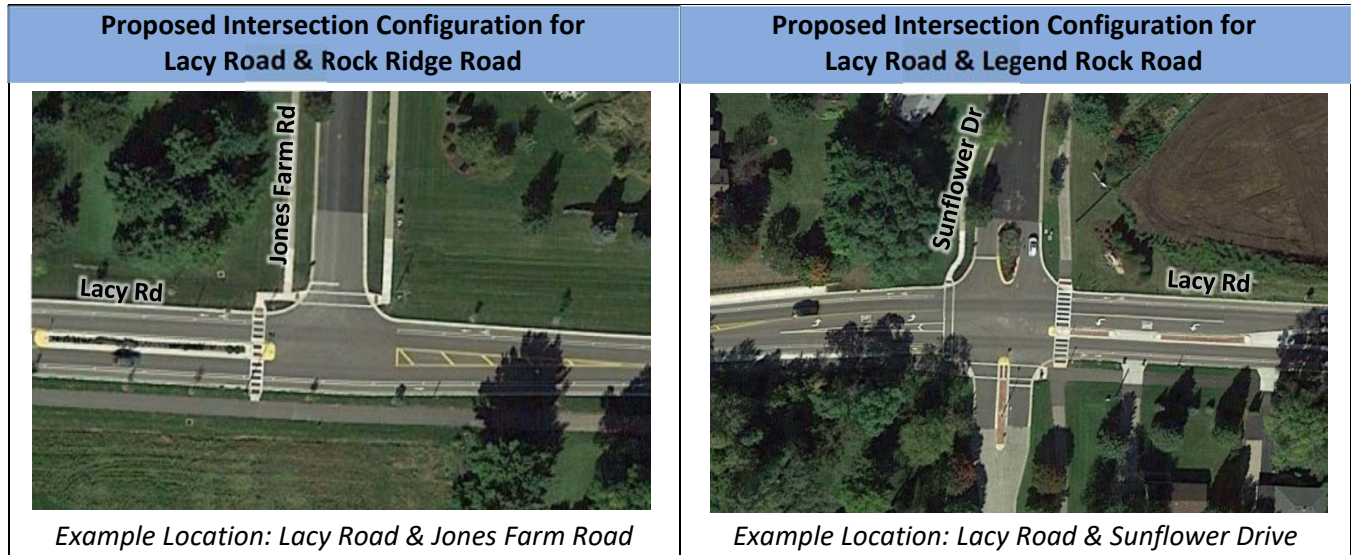 Proposed Intersection Configuration for
Lacy Road & Rock Ridge Road
Jones Farm Rd
Lacy Rd
Example Location: Lacy Road & Jones Farm Road
Proposed Intersection Configuration for
Lacy Road & Legend Rock Road
Sunflower Dr
Lacy Rd
Example Location: Lacy Road & Sunflower Drive